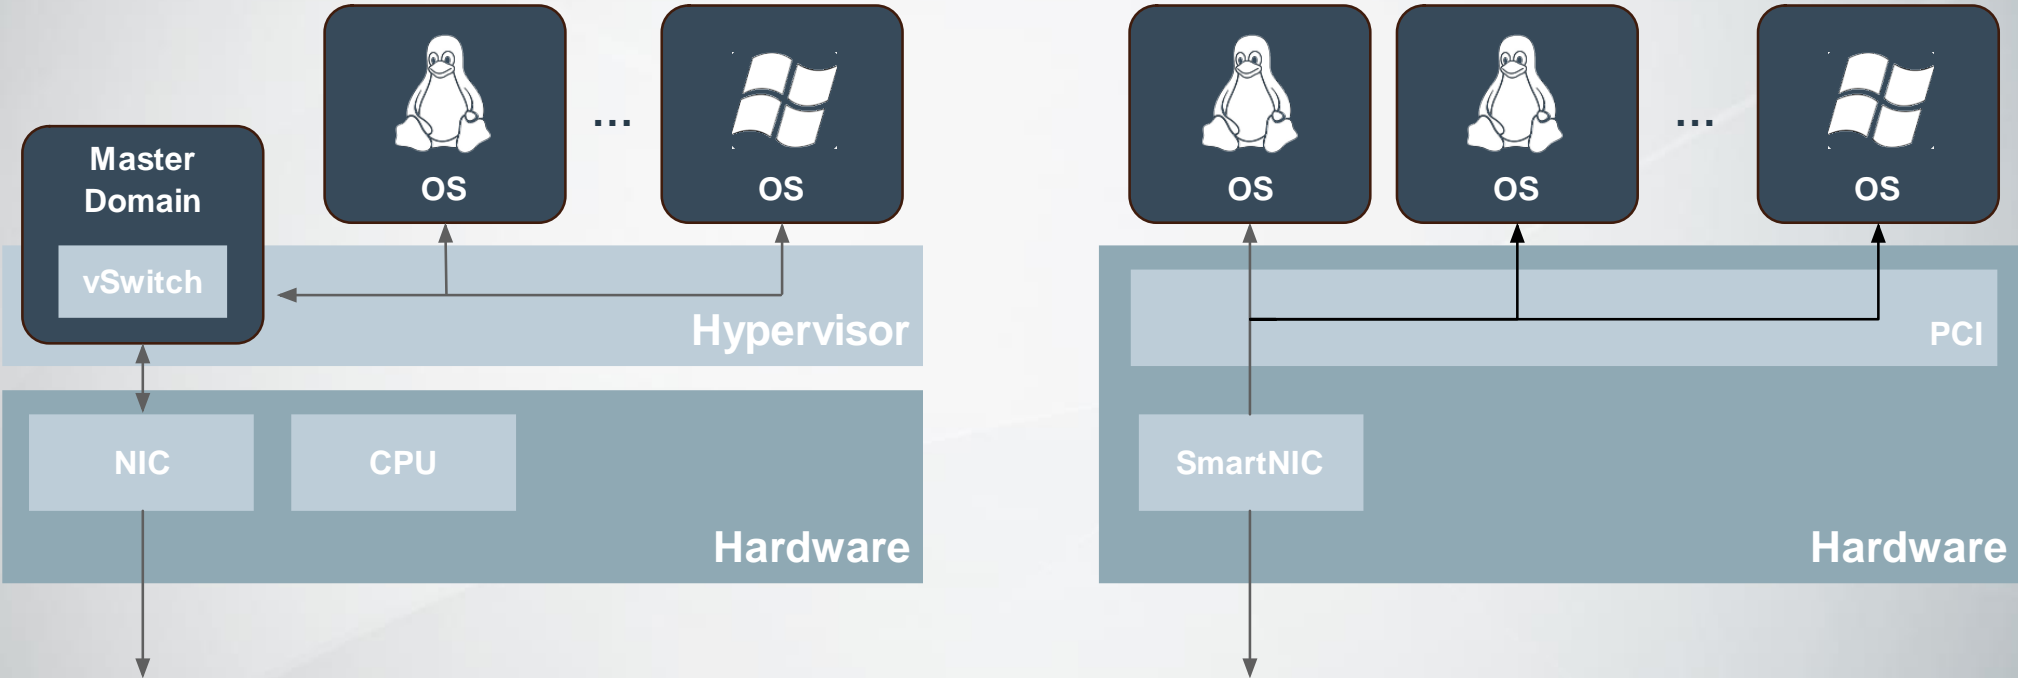 Master
Domain
vSwitch
OS
...
OS
Hypervisor
NIC
CPU
Hardware
OS
OS
...
OS
PCI
SmartNIC
Hardware